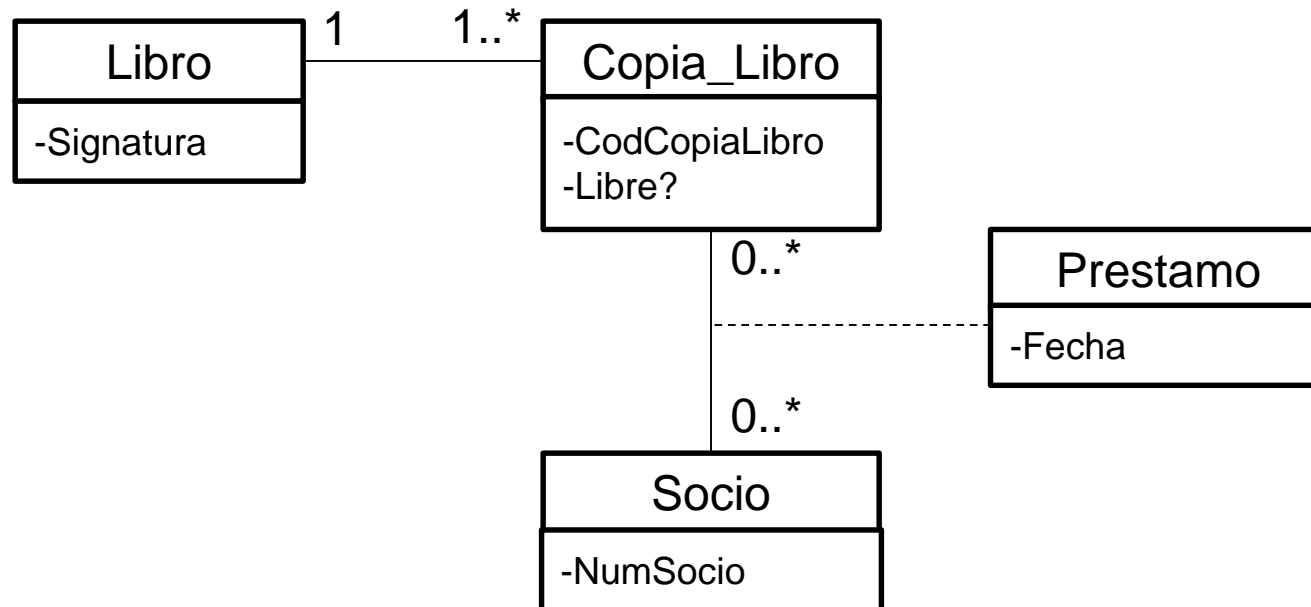 Libro
-Signatura
1
1..*
Copia_Libro
-CodCopiaLibro
-Libre?
0..*
Prestamo
-Fecha
0..*
Socio
-NumSocio